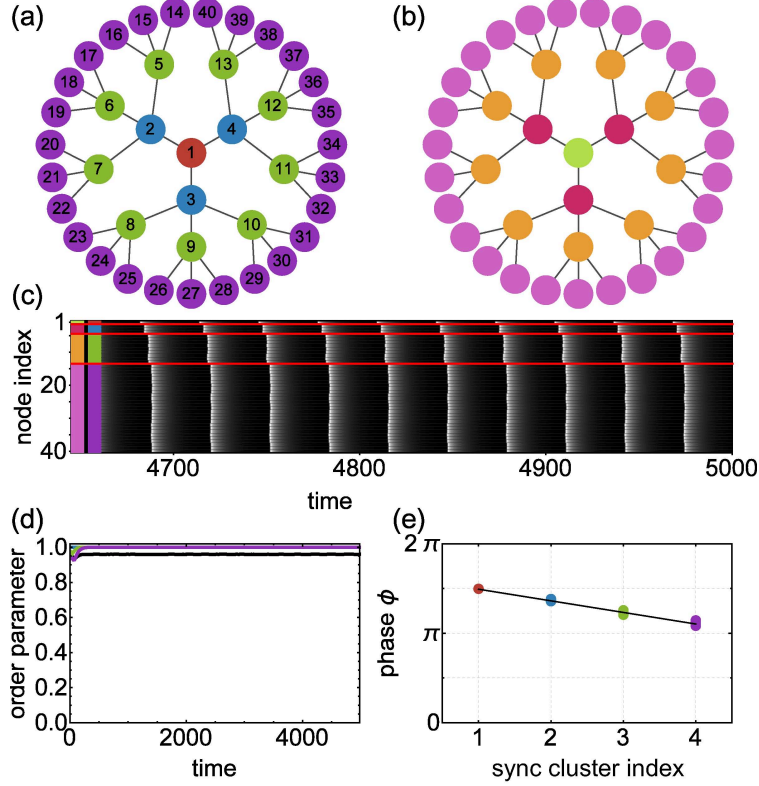 (a)
(b)
14 40
15 39
16 38
17 5 13 37
18 6 12 36
19 35
2 4
20 1 34
7 11
21 33
22 3 32
8 10
23 9 31
24 30
25 29
26 27 28
(c)
1
20
40
node index
4700 4800 4900 5000
time
(d)
1.0
0.8
0.6
0.4
0.2
0.0
order parameter
0 2000 4000
time
(e)
2 π
π
0
phase ϕ
1 2 3 4
sync cluster index